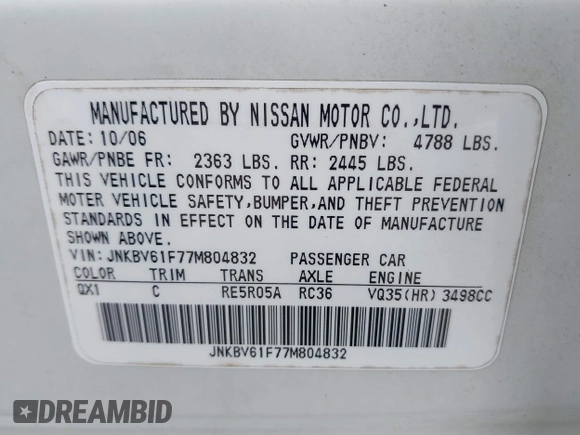 MANUFACTURED BY NISSAN MOTOR CO.,LTD.
DATE: 10/06 GVWR/PNBV: 4788 LBS.
GAWR/PNBE FR: 2363 LBS. RR: 2445 LBS.
THIS VEHICLE CONFORMS TO ALL APPLICABLE FEDERAL
MOTOR VEHICLE SAFETY,BUMPER,AND THEFT PREVENTION
STANDARDS IN EFFECT ON THE DATE OF MANUFACTURE
SHOWN ABOVE.
VIN: JNKBV61F77M804832 PASSENGER CAR
COLOR TRIM TRANS AXLE ENGINE
QX1 C RE5R05A RC36 VQ35(HR) 3498CC
JNKBV61F77M804832
DREAMBID